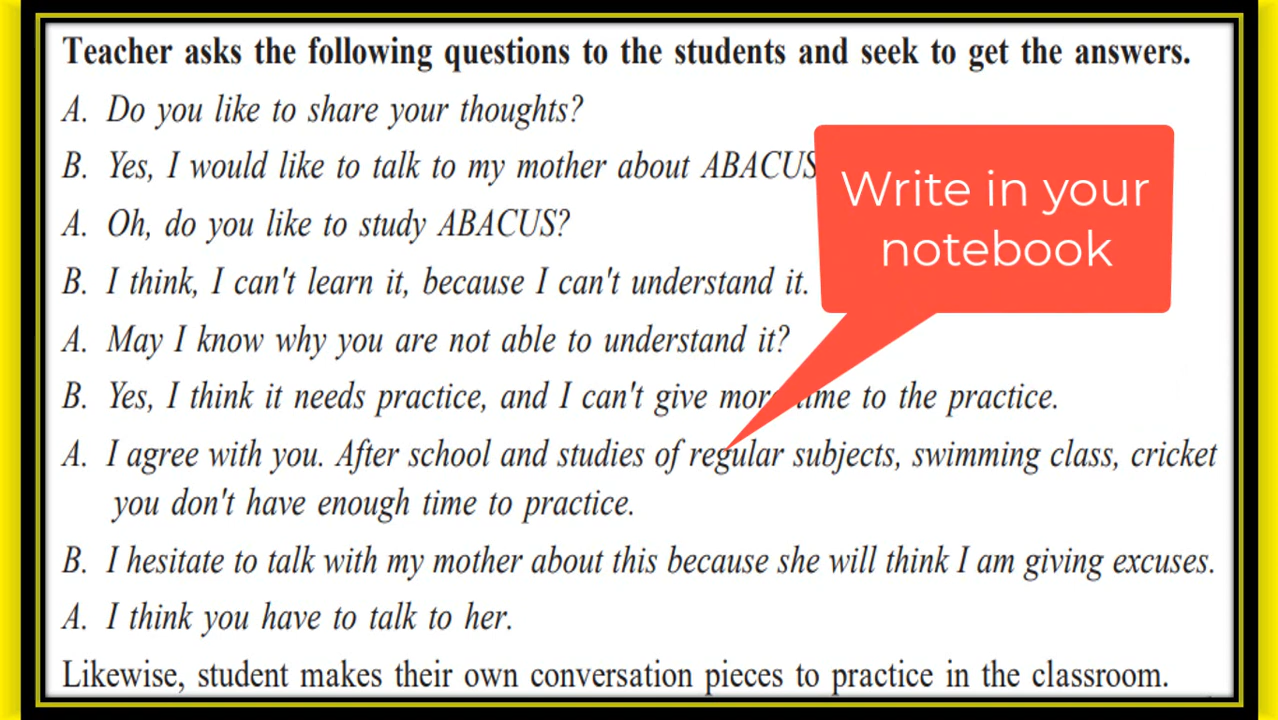 Teacher asks the following questions to the students and seek to get the answers.
A. Do you like to share your thoughts?
B. Yes, I would like to talk to my mother about ABACUS
A. Oh, do you like to study ABACUS?
B. I think, I can't learn it, because I can't understand it.
A. May I know why you are not able to understand it?
B. Yes, I think it needs practice, and I can't give more time to the practice.
A. I agree with you. After school and studies of regular subjects, swimming class, cricket
you don't have enough time to practice.
B. I hesitate to talk with my mother about this because she will think I am giving excuses.
A. I think you have to talk to her.
Likewise, student makes their own conversation pieces to practice in the classroom.
Write in your
notebook